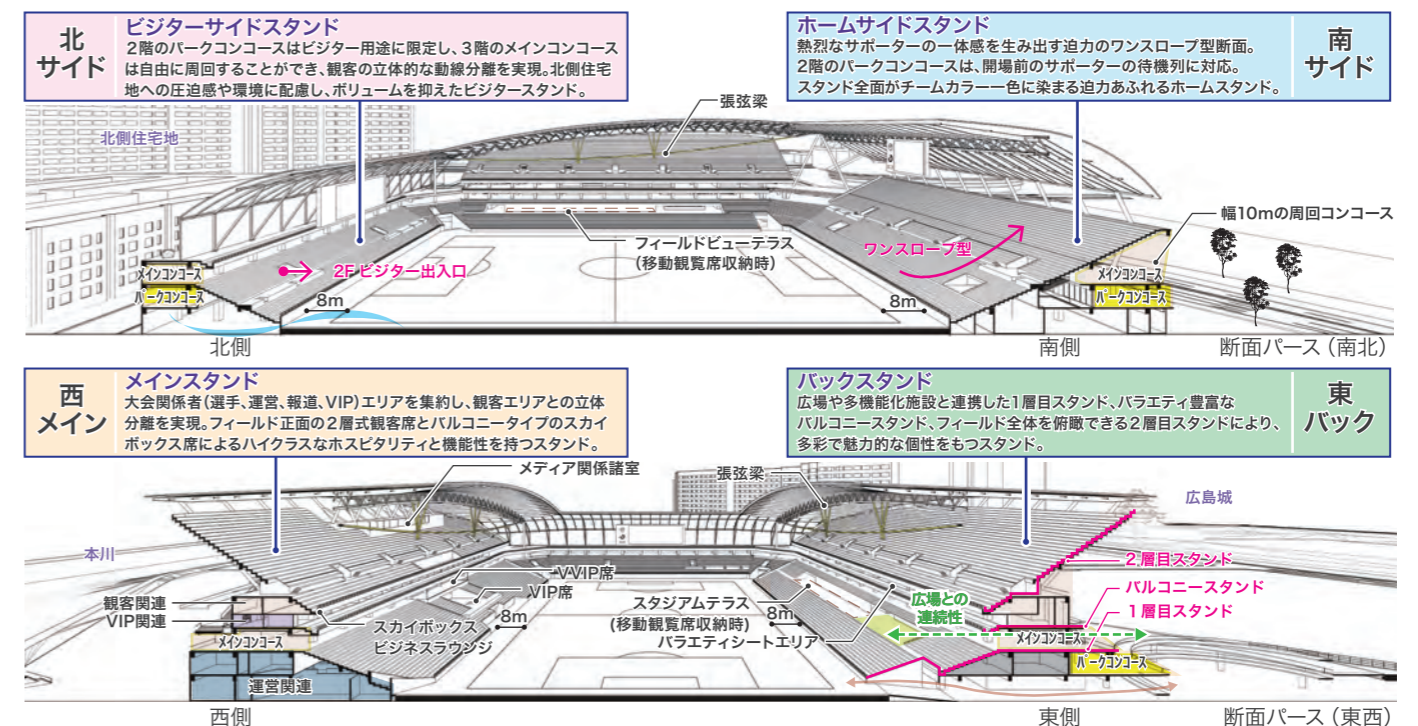 北
サイド
ビジターサイドスタンド
2階のパークコンコースはビジター用途に限定し、3階のメインコンコース
は自由に周回することができ、観客の立体的な動線分離を実現。北側住宅
地への圧迫感や環境に配慮し、ボリュームを抑えたビジタースタンド。
ホームサイドスタンド
熱烈なサポーターの一体感を生み出す迫力のワンスロープ型断面。
2階のパークコンコースは、開場前のサポーターの待機列に対応。
スタンド全面がチームカラー一色に染まる迫力あふれるホームスタンド。
南
サイド
張弦梁
北側住宅地
幅10mの周回コンコース
フィールドビューテラス
(移動観覧席収納時)
ワンスロープ型
メインコンコース
パークコンコース
2F ビジター出入口
8m
8m
メインコンコース
パークコンコース
北側
南側
断面パース(南北)
西
メイン
メインスタンド
大会関係者(選手、運営、報道、VIP)エリアを集約し、観客エリアとの立体
分離を実現。フィールド正面の2層式観客席とバルコニータイプのスカイ
ボックス席によるハイクラスなホスピタリティと機能性を持つスタンド。
バックスタンド
広場や多機能化施設と連携した1層目スタンド、バラエティ豊富な
バルコニースタンド、フィールド全体を俯瞰できる2層目スタンドにより、
多彩で魅力的な個性をもつスタンド。
東
バック
メディア関係諸室
張弦梁
広島城
本川
2層目スタンド
VVIP席
VIP席
バルコニースタンド
観客関連
VIP関連
スカイボックス
ビジネスラウンジ
8m
スタジアムテラス
(移動観覧席収納時)
8m
バラエティシートエリア
広場との
連続性
1層目スタンド
メインコンコース
メインコンコース
パークコンコース
運営関連
西側
東側
断面パース(東西)